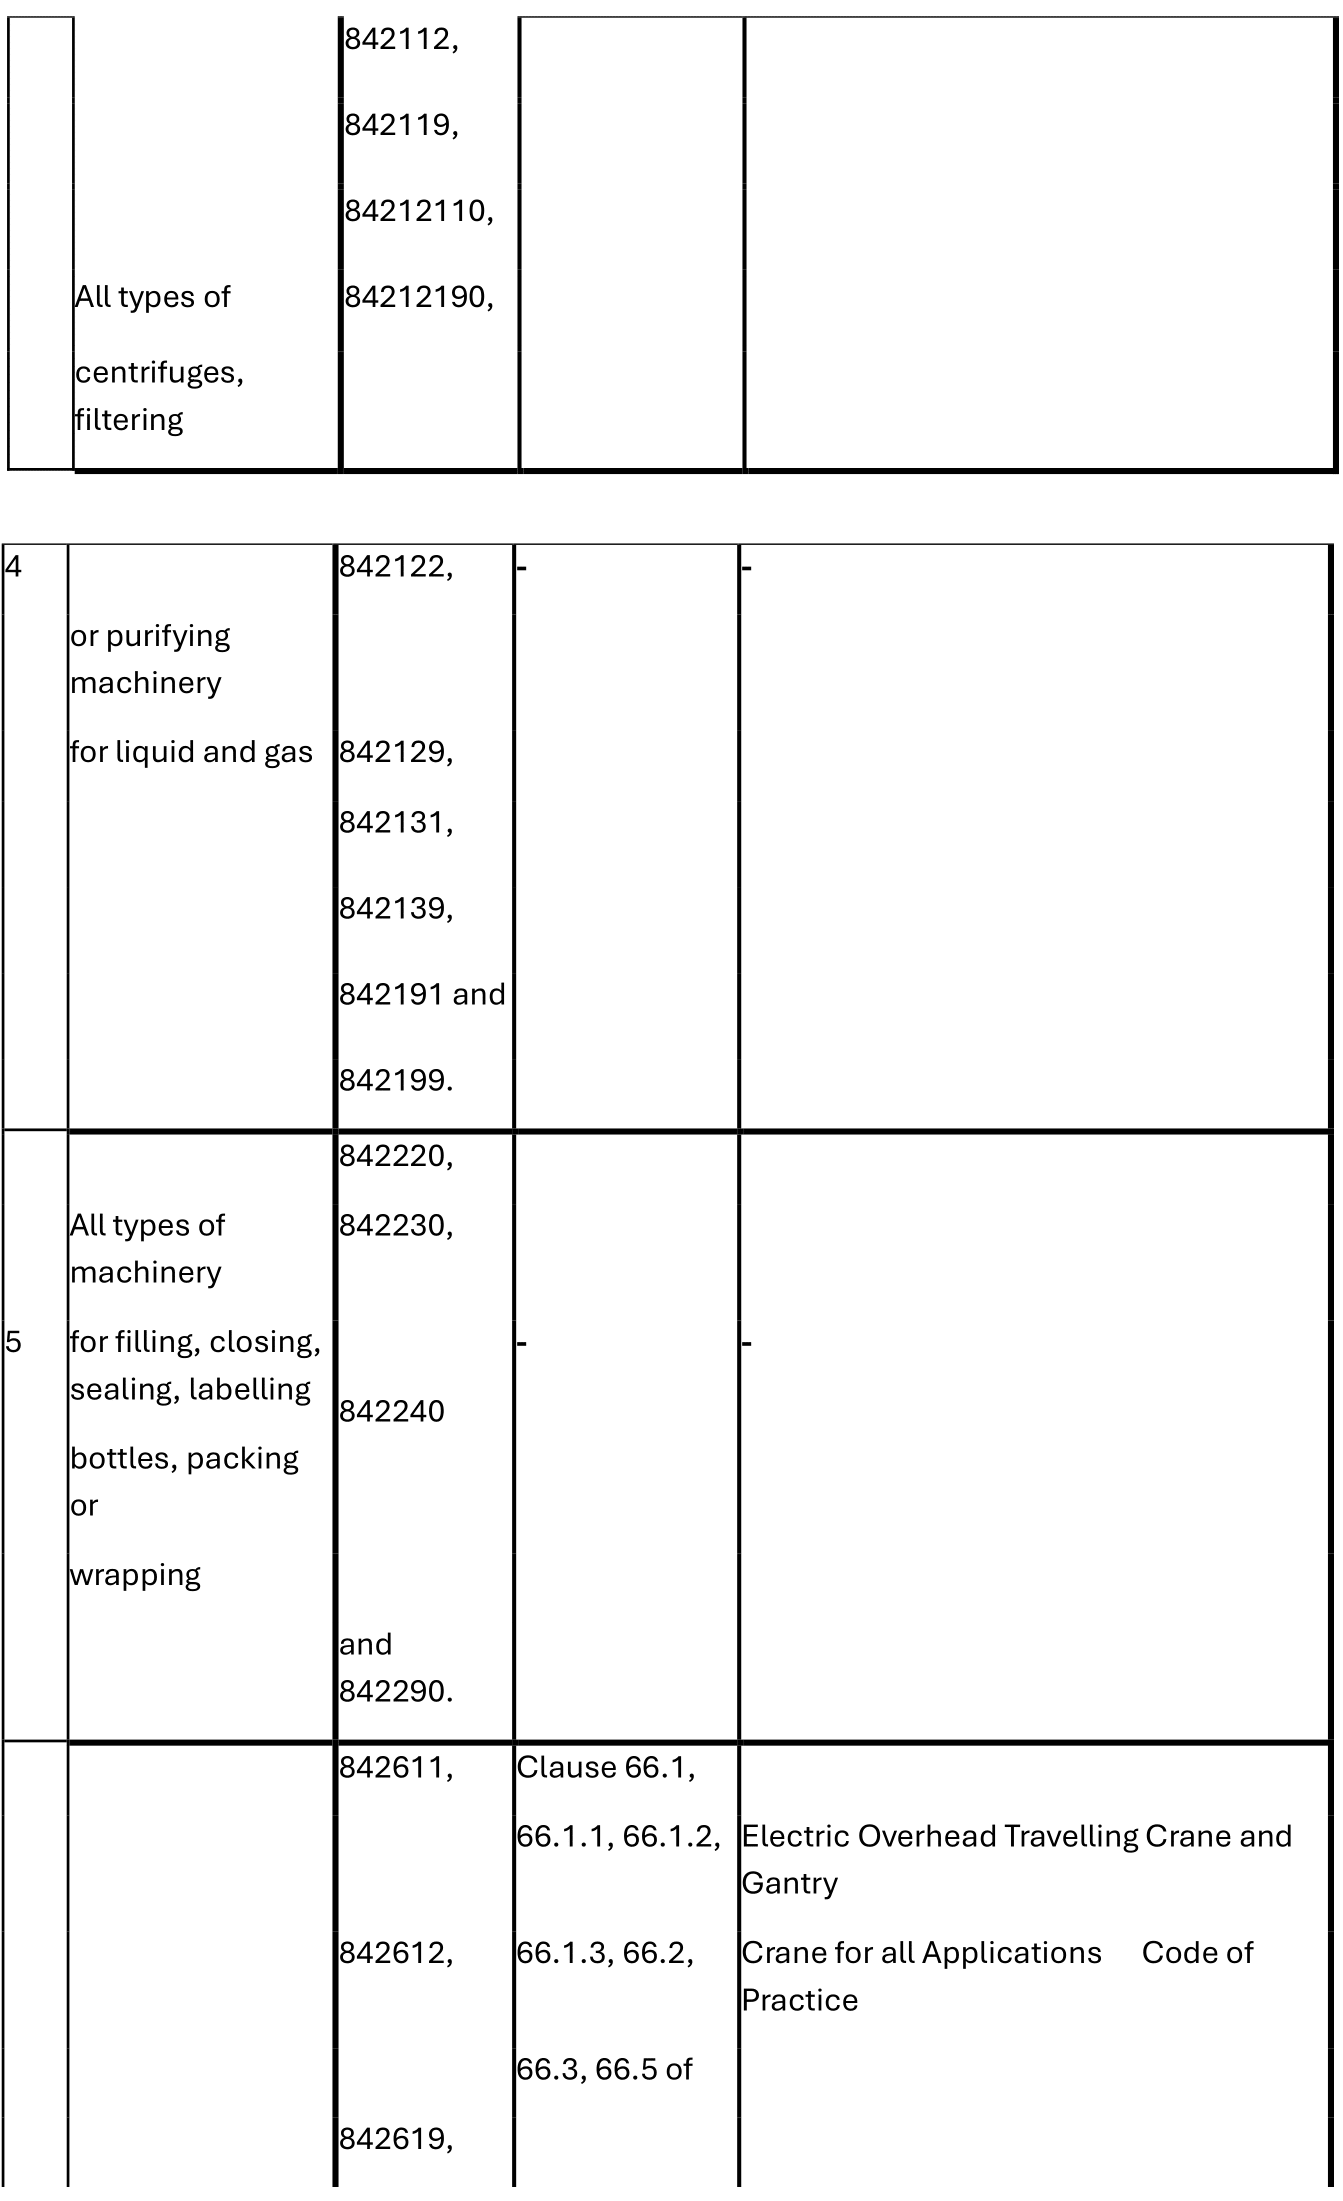 842112,
842119,
84212110,
All types of 84212190,
centrifuges,
filtering
4 842122, - -
or purifying
machinery
for liquid and gas 842129,
842131,
842139,
842191 and
842199.
842220,
All types of 842230,
machinery
5 for filling, closing, - -
sealing, labelling
842240
bottles, packing
or
wrapping
and
842290.
842611, Clause 66.1,
66.1.1, 66.1.2, Electric Overhead Travelling Crane and
Gantry
842612, 66.1.3, 66.2, Crane for all Applications Code of
Practice
66.3, 66.5 of
842619,